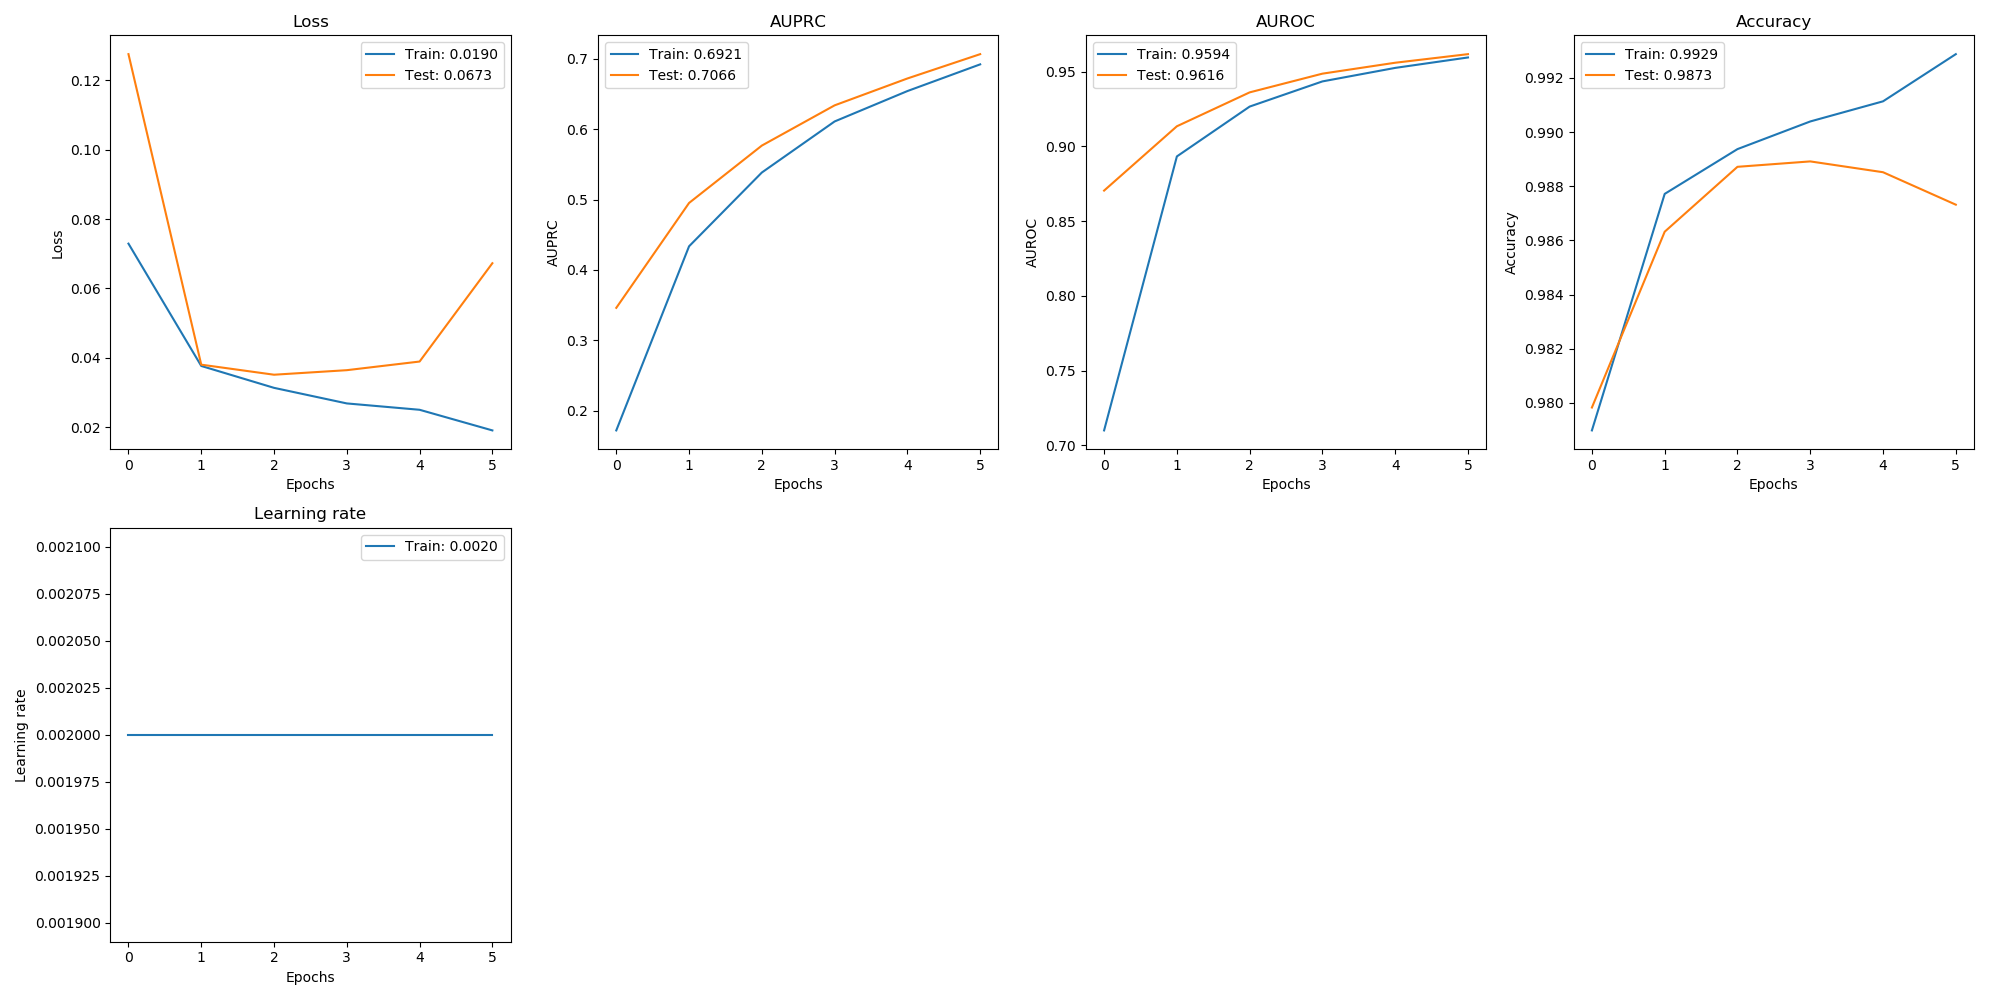 Loss
Train: 0.0190
Test: 0.0673
0.12
0.10
0.08
0.06
0.04
0.02
Loss
0 1 2 3 4 5
Epochs
AUPRC
Train: 0.6921
Test: 0.7066
0.7
0.6
0.5
0.4
0.3
0.2
AUPRC
0 1 2 3 4 5
Epochs
AUROC
Train: 0.9594
Test: 0.9616
0.95
0.90
0.85
0.80
0.75
0.70
AUROC
0 1 2 3 4 5
Epochs
Accuracy
Train: 0.9929
Test: 0.9873
0.992
0.990
0.988
0.986
0.984
0.982
0.980
Accuracy
0 1 2 3 4 5
Epochs
Learning rate
Train: 0.0020
0.002100
0.002075
0.002050
0.002025
0.002000
0.001975
0.001950
0.001925
0.001900
Learning rate
0 1 2 3 4 5
Epochs